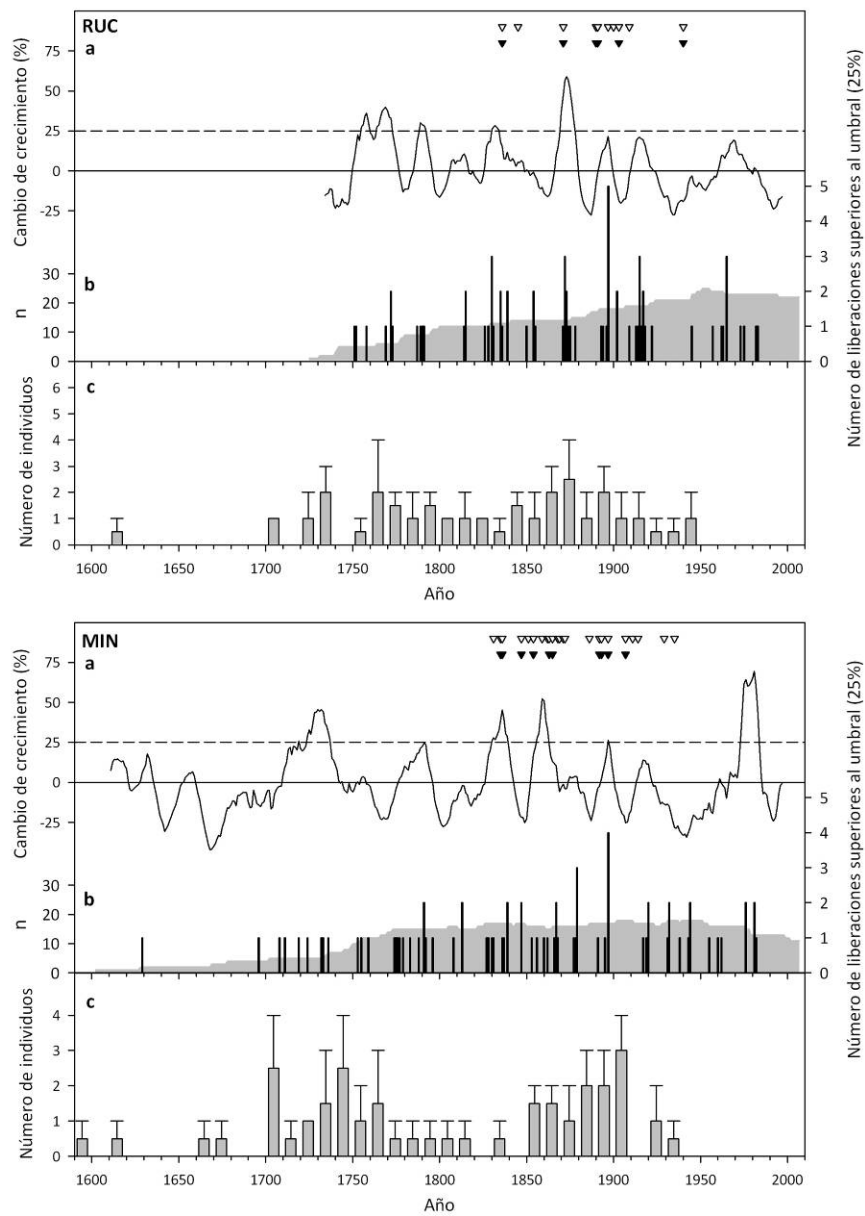 RUC
a
75
50
25
0
-25
Cambio de crecimiento (%)
b
30
20
10
0
n
5
4
3
2
1
0
Número de liberaciones superiores al umbral (25%)
c
6
5
4
3
2
1
0
Número de individuos
1600 1650 1700 1750 1800 1850 1900 1950 2000
Año
MIN
a
75
50
25
0
-25
Cambio de crecimiento (%)
b
30
20
10
0
n
5
4
3
2
1
0
Número de liberaciones superiores al umbral (25%)
c
4
3
2
1
0
Número de individuos
1600 1650 1700 1750 1800 1850 1900 1950 2000
Año